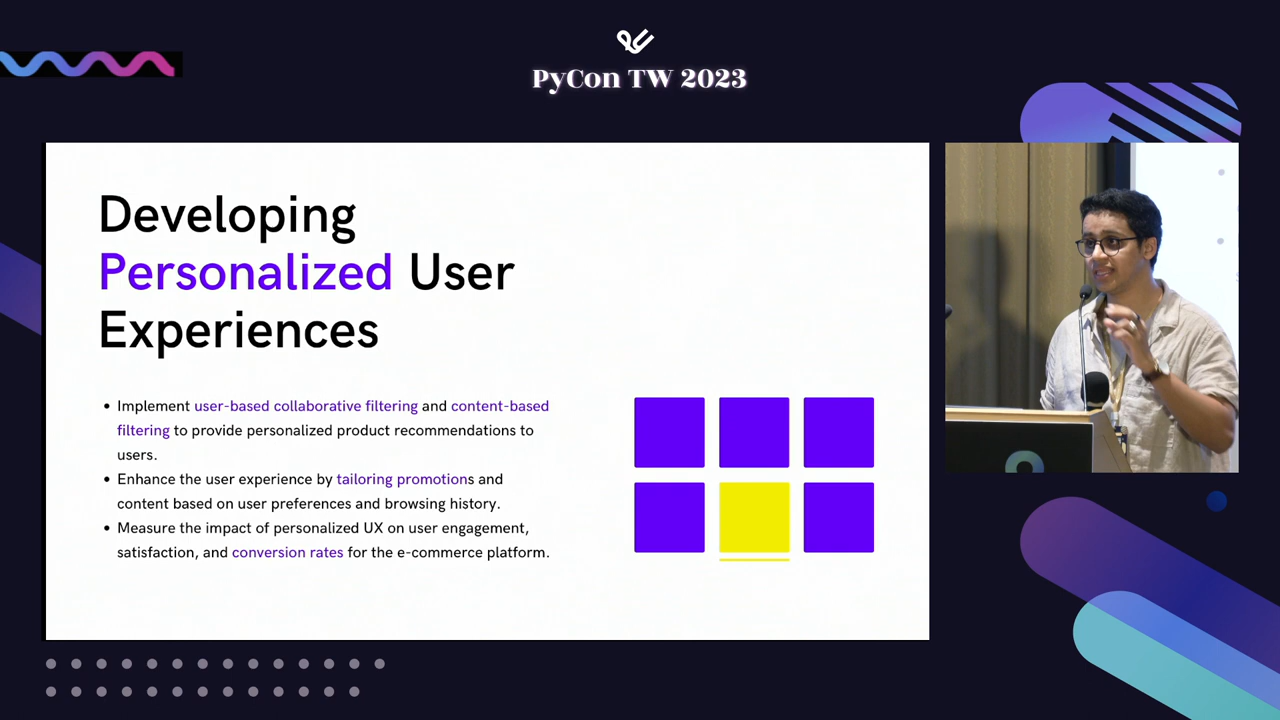 PyCon TW 2023
Developing
Personalized User
Experiences
• Implement user-based collaborative filtering and content-based
filtering to provide personalized product recommendations to
users.
• Enhance the user experience by tailoring promotions and
content based on user preferences and browsing history.
• Measure the impact of personalized UX on user engagement,
satisfaction, and conversion rates for the e-commerce platform.